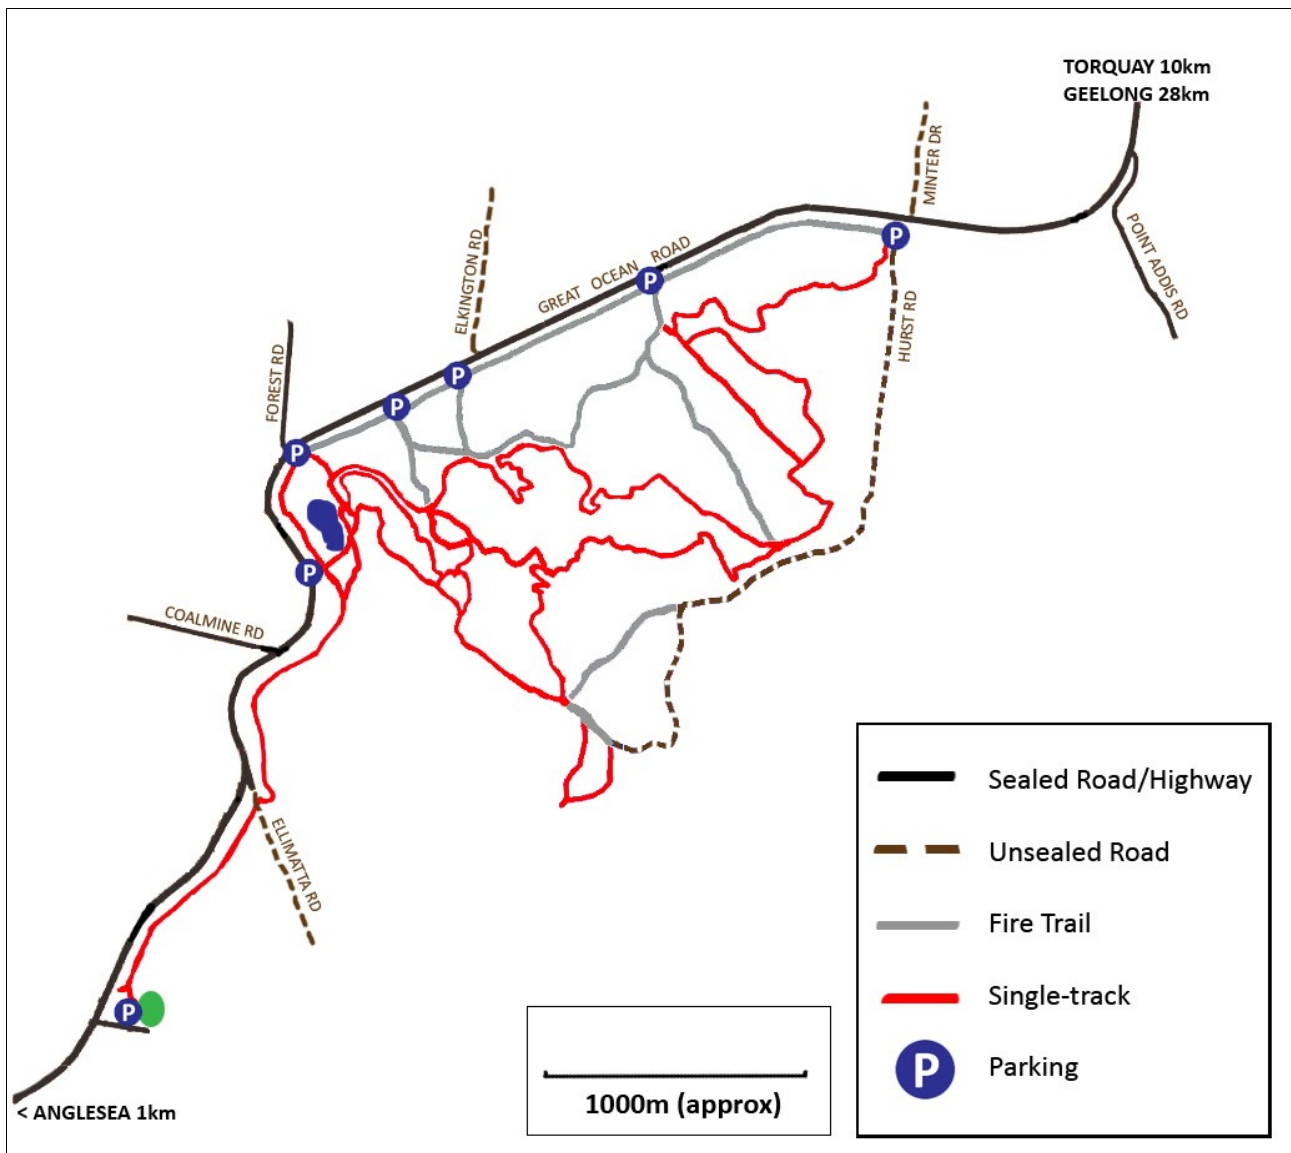 TORQUAY 10km
GEELONG 28km
MINTER DR
POINT ADDIS RD
ELKINGTON RD
GREAT OCEAN ROAD
P
P
HURST RD
FOREST RD
P
P
P
P
COALMINE RD
ELLIMATTA RD
P
< ANGLESEA 1km
1000m (approx)
Sealed Road/Highway
Unsealed Road
Fire Trail
Single-track
P Parking